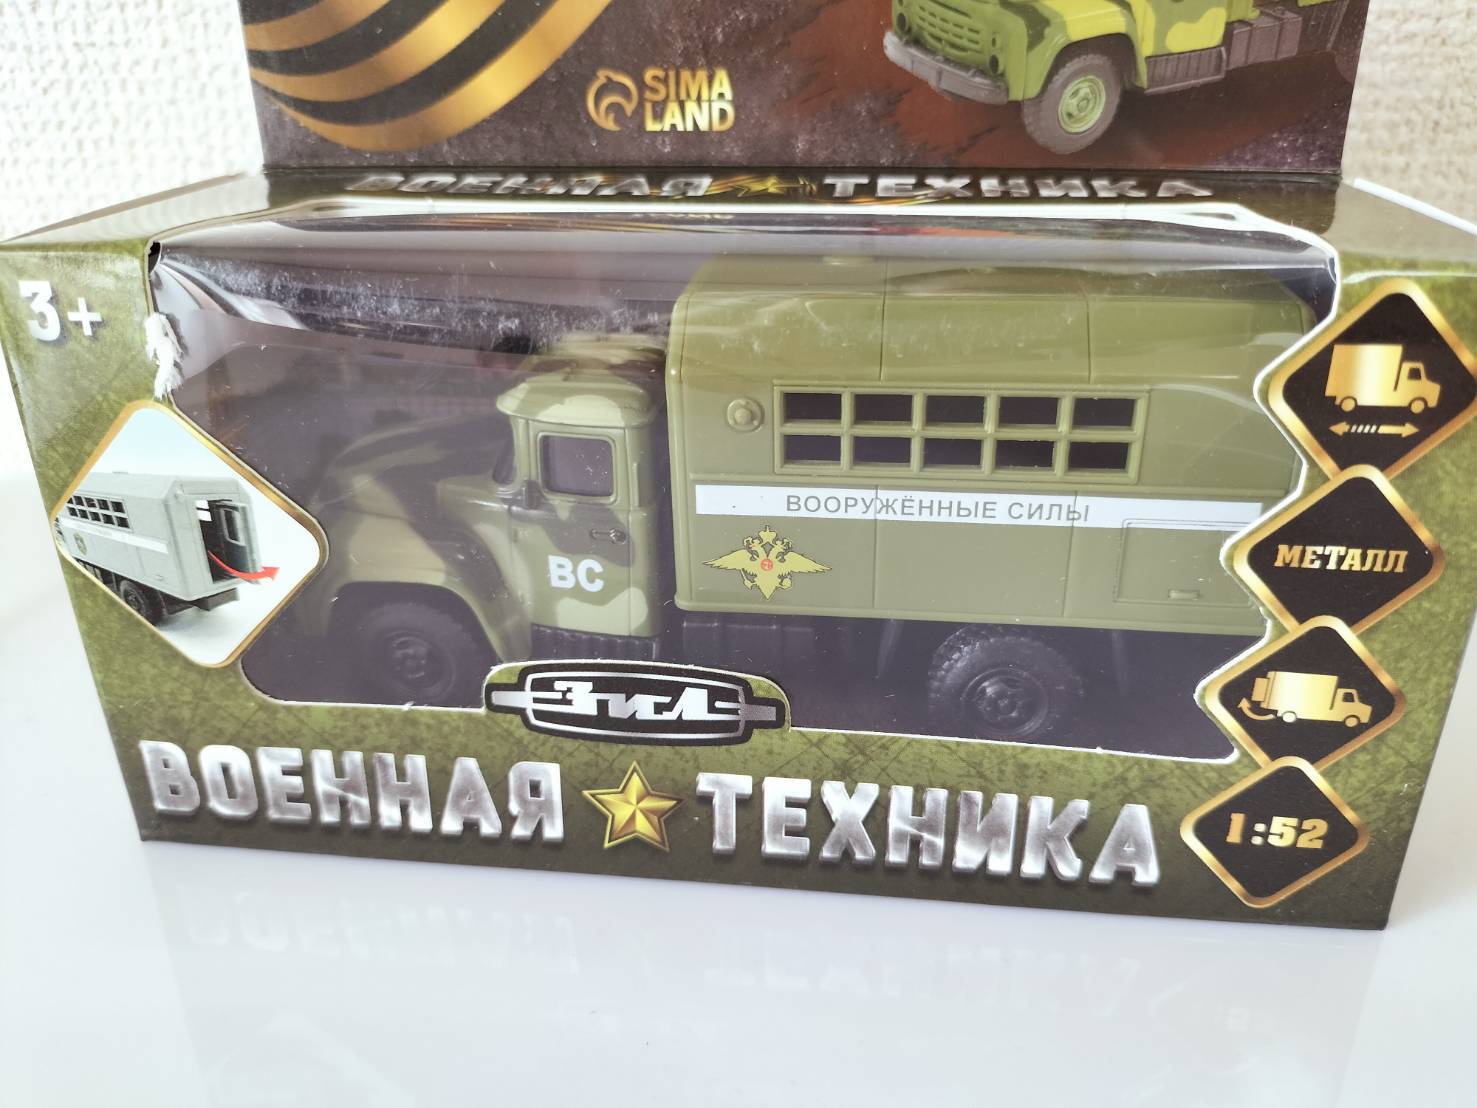 SIMA
LAND
ВОЕННАЯ ТЕХНИКА
3+
ВООРУЖЁННЫЕ СИЛЫ
ВС
МЕТАЛЛ
ЗИЛ
ВОЕННАЯ ТЕХНИКА
1:52